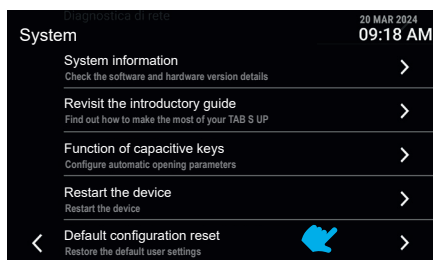 Diagnostica di rete
20 MAR 2024
System
09:18 AM
System information
Check the software and hardware version details
Revisit the introductory guide
Find out how to make the most of your TAB S UP
Function of capacitive keys
Configure automatic opening parameters
Restart the device
Restart the device
Default configuration reset
Restore the default user settings